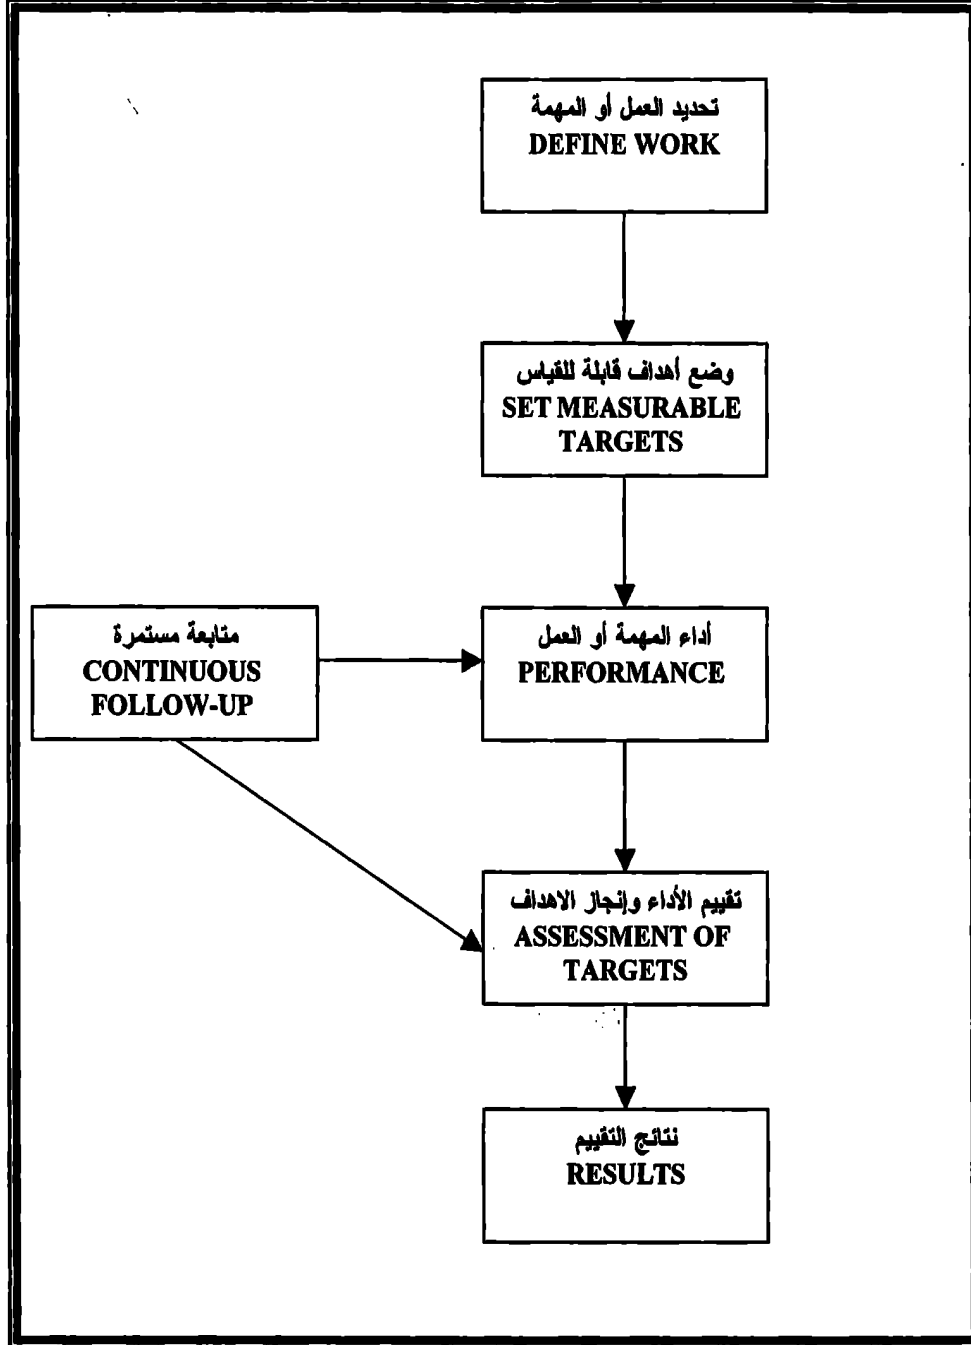 تحديد العمل أو المهمة
DEFINE WORK
وضع أهداف قابلة للقياس
SET MEASURABLE
TARGETS
متابعة مستمرة
CONTINUOUS
FOLLOW-UP
أداء المهمة أو العمل
PERFORMANCE
تقييم الأداء وإنجاز الاهداف
ASSESSMENT OF
TARGETS
نتائج التقييم
RESULTS